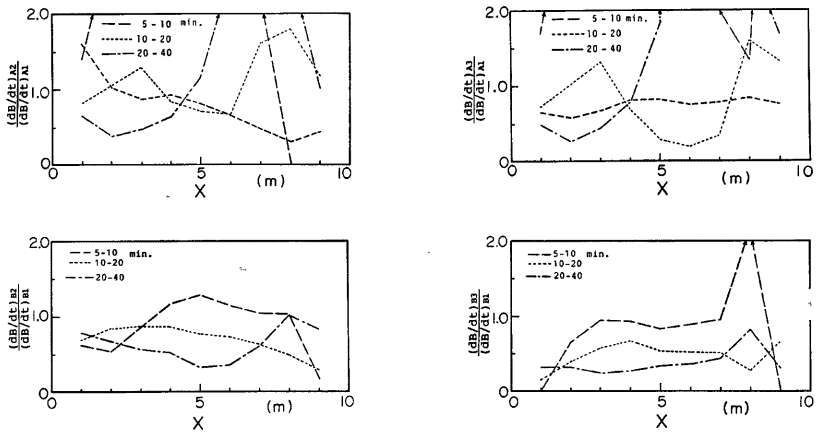 2.0
5-10 min.
10-20
20-40
(dB/dt)A2
(dB/dt)A1
1.0
0
0 5 (m) 10
X
2.0
5-10 min.
10-20
20-40
(dB/dt)A3
(dB/dt)A1
1.0
0
0 5 (m) 10
X
2.0
5-10 min.
10-20
20-40
(dB/dt)B2
(dB/dt)B1
1.0
0
0 5 (m) 10
X
2.0
5-10 min.
10-20
20-40
(dB/dt)B3
(dB/dt)B1
1.0
0
0 5 (m) 10
X